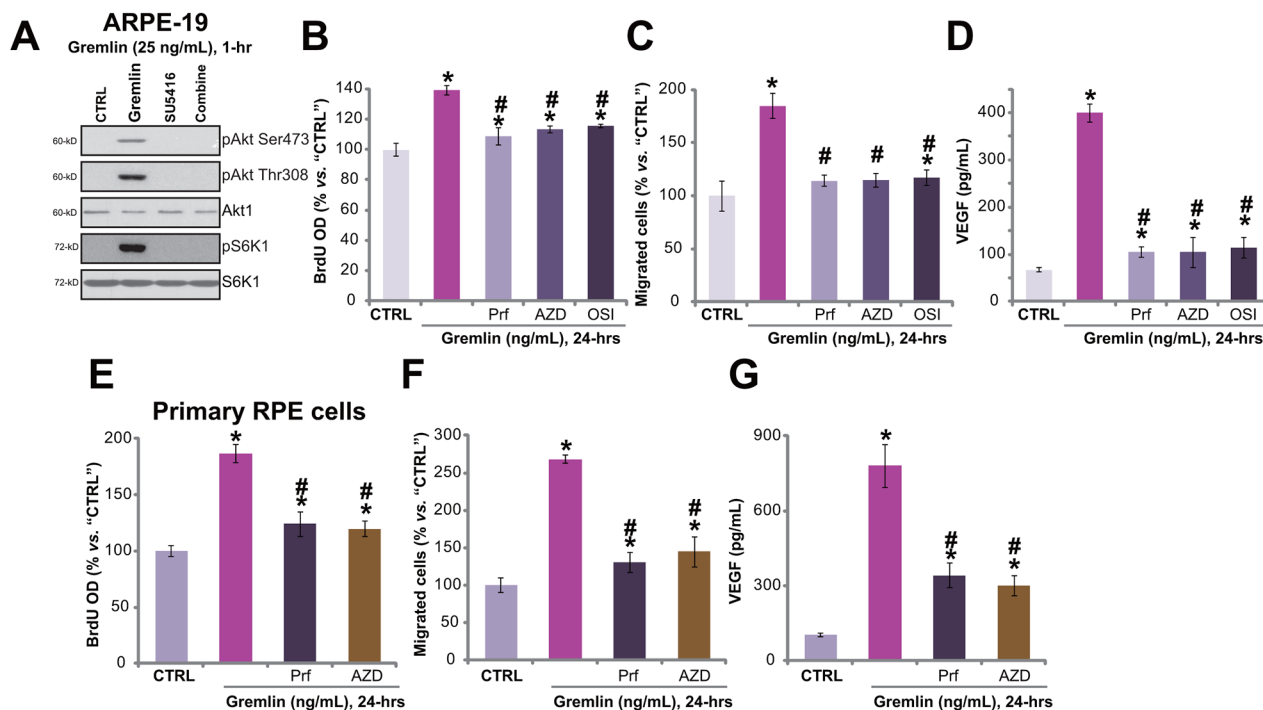 ARPE-19
A
Gremlin (25 ng/mL), 1-hr
CTRL
Gremlin
SU5416
Combine
60-kD
pAkt Ser473
60-kD
pAkt Thr308
60-kD
Akt1
72-kD
pS6K1
72-kD
S6K1
B
BrdU OD (% vs. “CTRL”)
140
120
100
80
60
40
20
0
*
#
*
#
*
#
*
CTRL
Prf
AZD
OSI
Gremlin (ng/mL), 24-hrs
C
Migrated cells (% vs. “CTRL”)
200
150
100
50
0
*
#
#
#
*
CTRL
Prf
AZD
OSI
Gremlin (ng/mL), 24-hrs
D
VEGF (pg/mL)
400
300
200
100
0
*
#
*
#
*
#
*
CTRL
Prf
AZD
OSI
Gremlin (ng/mL), 24-hrs
E
Primary RPE cells
BrdU OD (% vs. “CTRL”)
200
150
100
50
0
*
#
*
#
*
CTRL
Prf
AZD
Gremlin (ng/mL), 24-hrs
F
Migrated cells (% vs. “CTRL”)
300
250
200
150
100
50
0
*
#
*
#
*
CTRL
Prf
AZD
Gremlin (ng/mL), 24-hrs
G
VEGF (pg/mL)
900
600
300
0
*
#
*
#
*
CTRL
Prf
AZD
Gremlin (ng/mL), 24-hrs